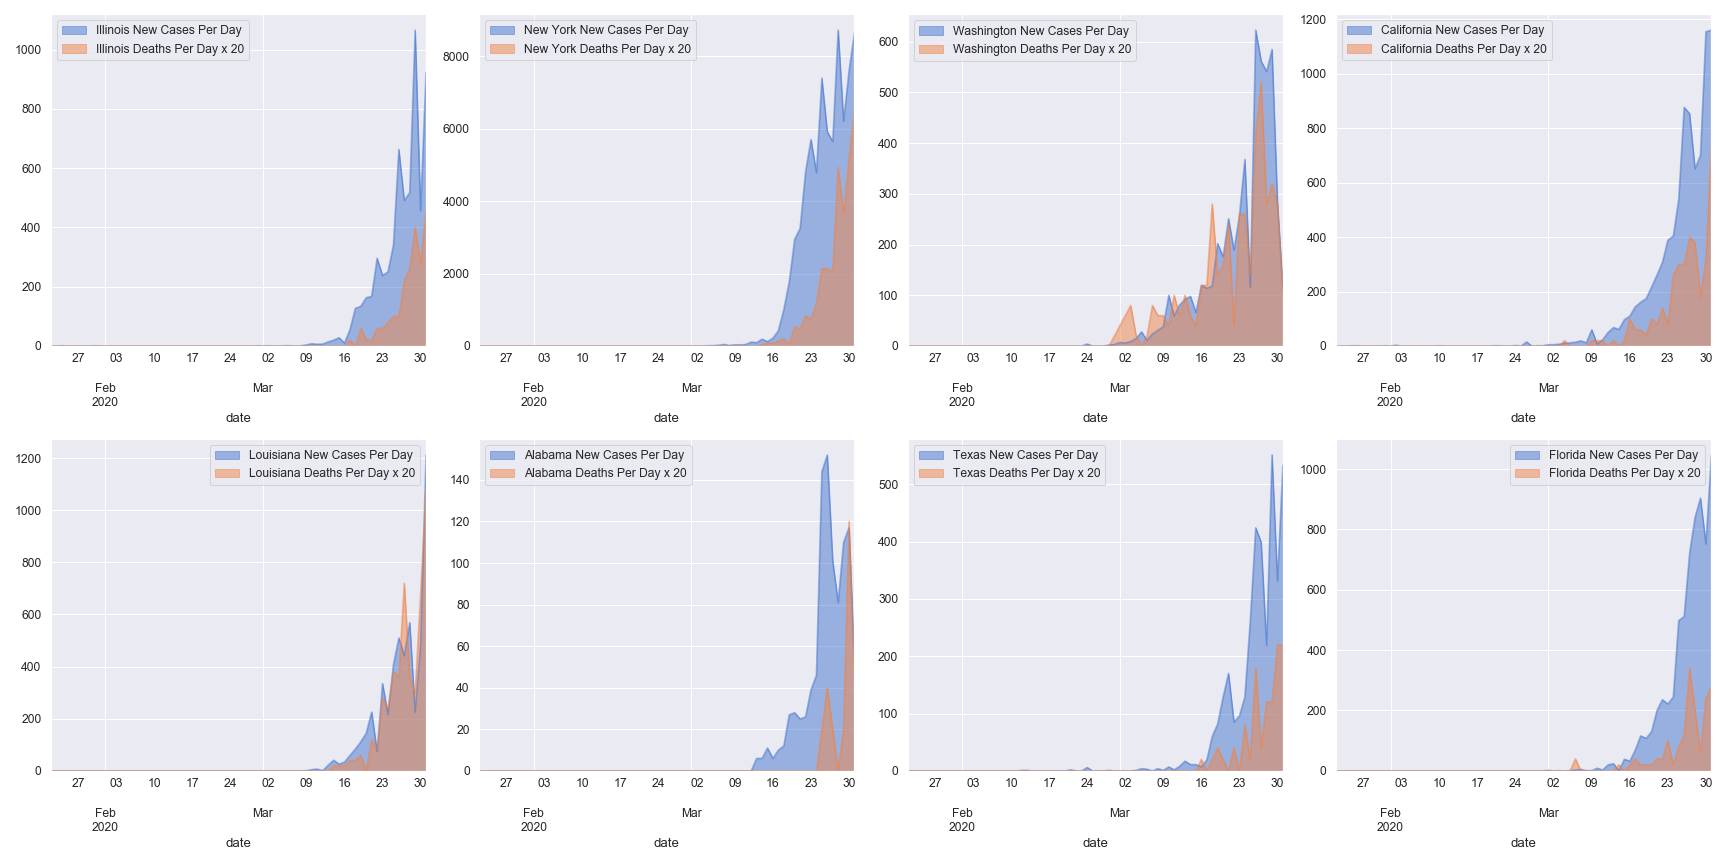 Illinois New Cases Per Day
Illinois Deaths Per Day x 20
1000
800
600
400
200
0
27 03 10 17 24 02 09 16 23 30
Feb Mar
2020
date
New York New Cases Per Day
New York Deaths Per Day x 20
8000
6000
4000
2000
0
27 03 10 17 24 02 09 16 23 30
Feb Mar
2020
date
Washington New Cases Per Day
Washington Deaths Per Day x 20
600
500
400
300
200
100
0
27 03 10 17 24 02 09 16 23 30
Feb Mar
2020
date
California New Cases Per Day
California Deaths Per Day x 20
1200
1000
800
600
400
200
0
27 03 10 17 24 02 09 16 23 30
Feb Mar
2020
date
Louisiana New Cases Per Day
Louisiana Deaths Per Day x 20
1200
1000
800
600
400
200
0
27 03 10 17 24 02 09 16 23 30
Feb Mar
2020
date
Alabama New Cases Per Day
Alabama Deaths Per Day x 20
140
120
100
80
60
40
20
0
27 03 10 17 24 02 09 16 23 30
Feb Mar
2020
date
Texas New Cases Per Day
Texas Deaths Per Day x 20
500
400
300
200
100
0
27 03 10 17 24 02 09 16 23 30
Feb Mar
2020
date
Florida New Cases Per Day
Florida Deaths Per Day x 20
1000
800
600
400
200
0
27 03 10 17 24 02 09 16 23 30
Feb Mar
2020
date